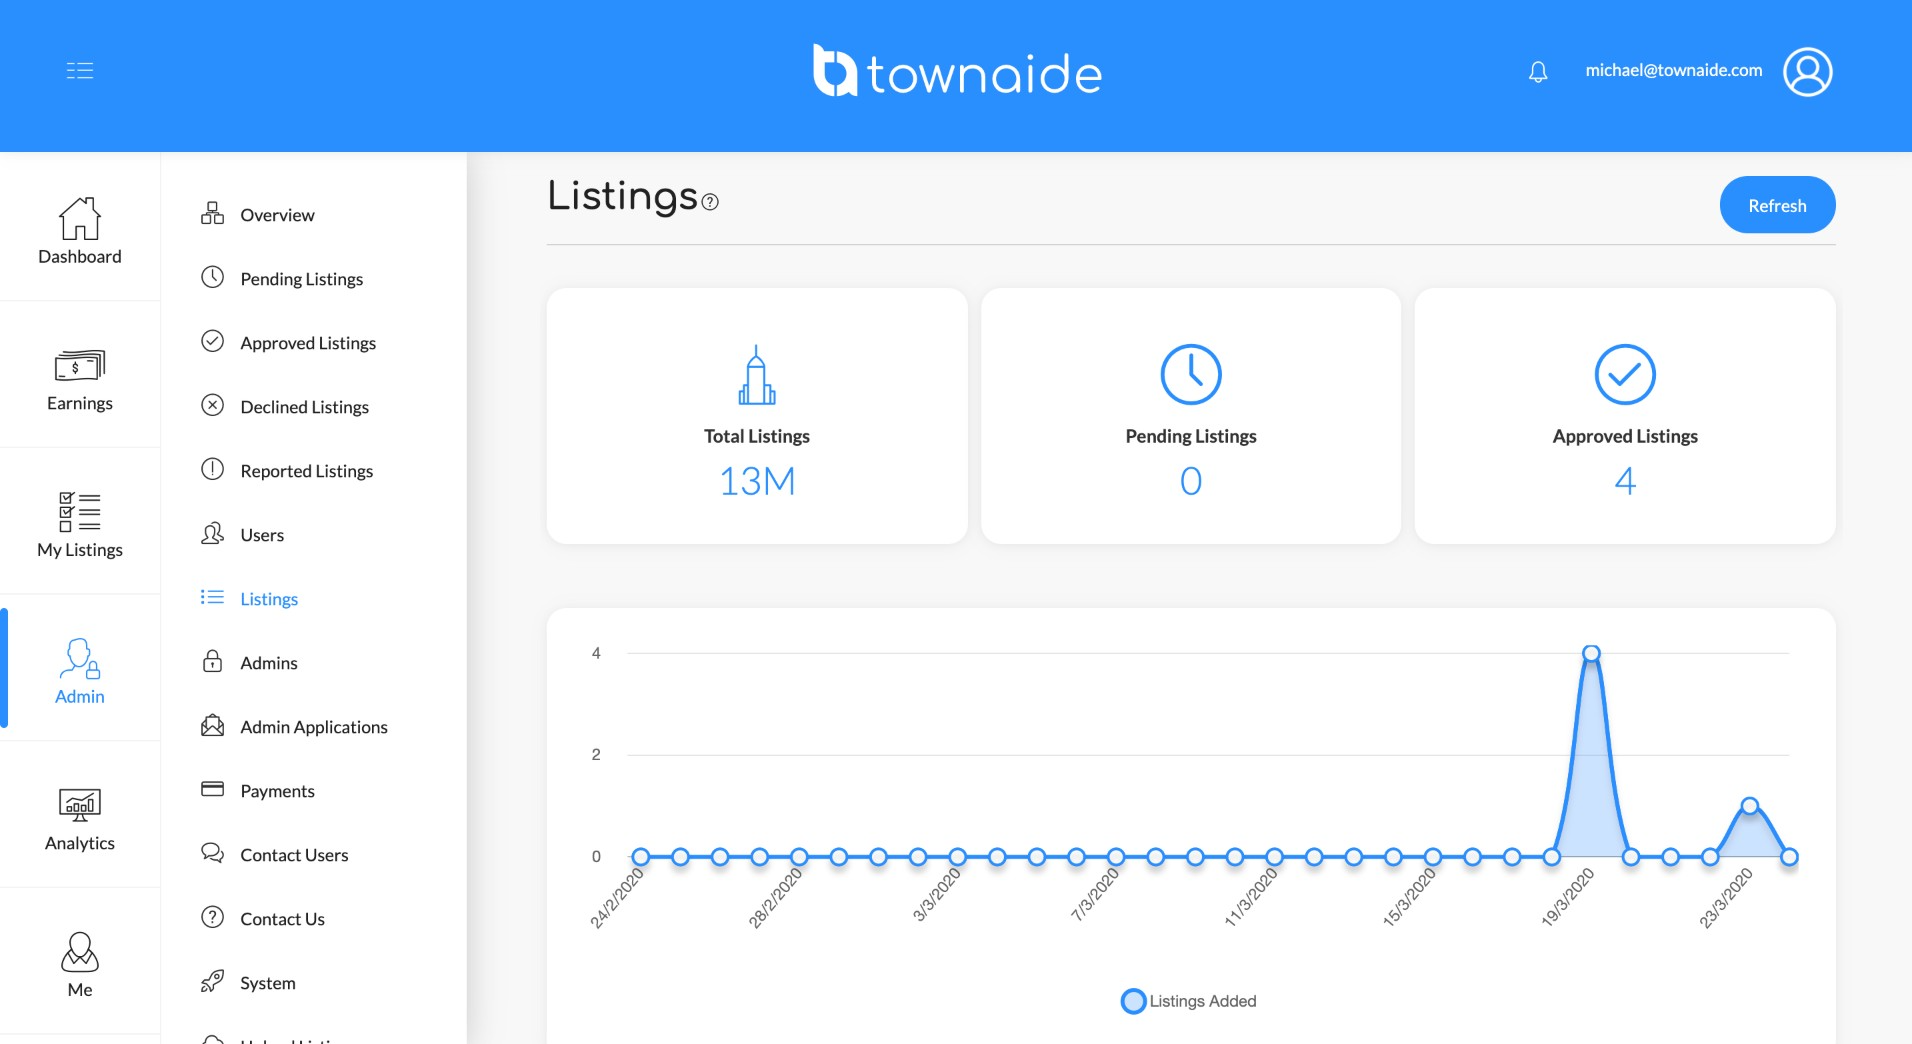 townaide
michael@townaide.com
Dashboard
Earnings
My Listings
Admin
Analytics
Me
Overview
Pending Listings
Approved Listings
Declined Listings
Reported Listings
Users
Listings
Admins
Admin Applications
Payments
Contact Users
Contact Us
System
Listings
Refresh
Total Listings
13M
Pending Listings
0
Approved Listings
4
4
2
0
24/2/2020
28/2/2020
3/3/2020
7/3/2020
11/3/2020
15/3/2020
19/3/2020
23/3/2020
Listings Added